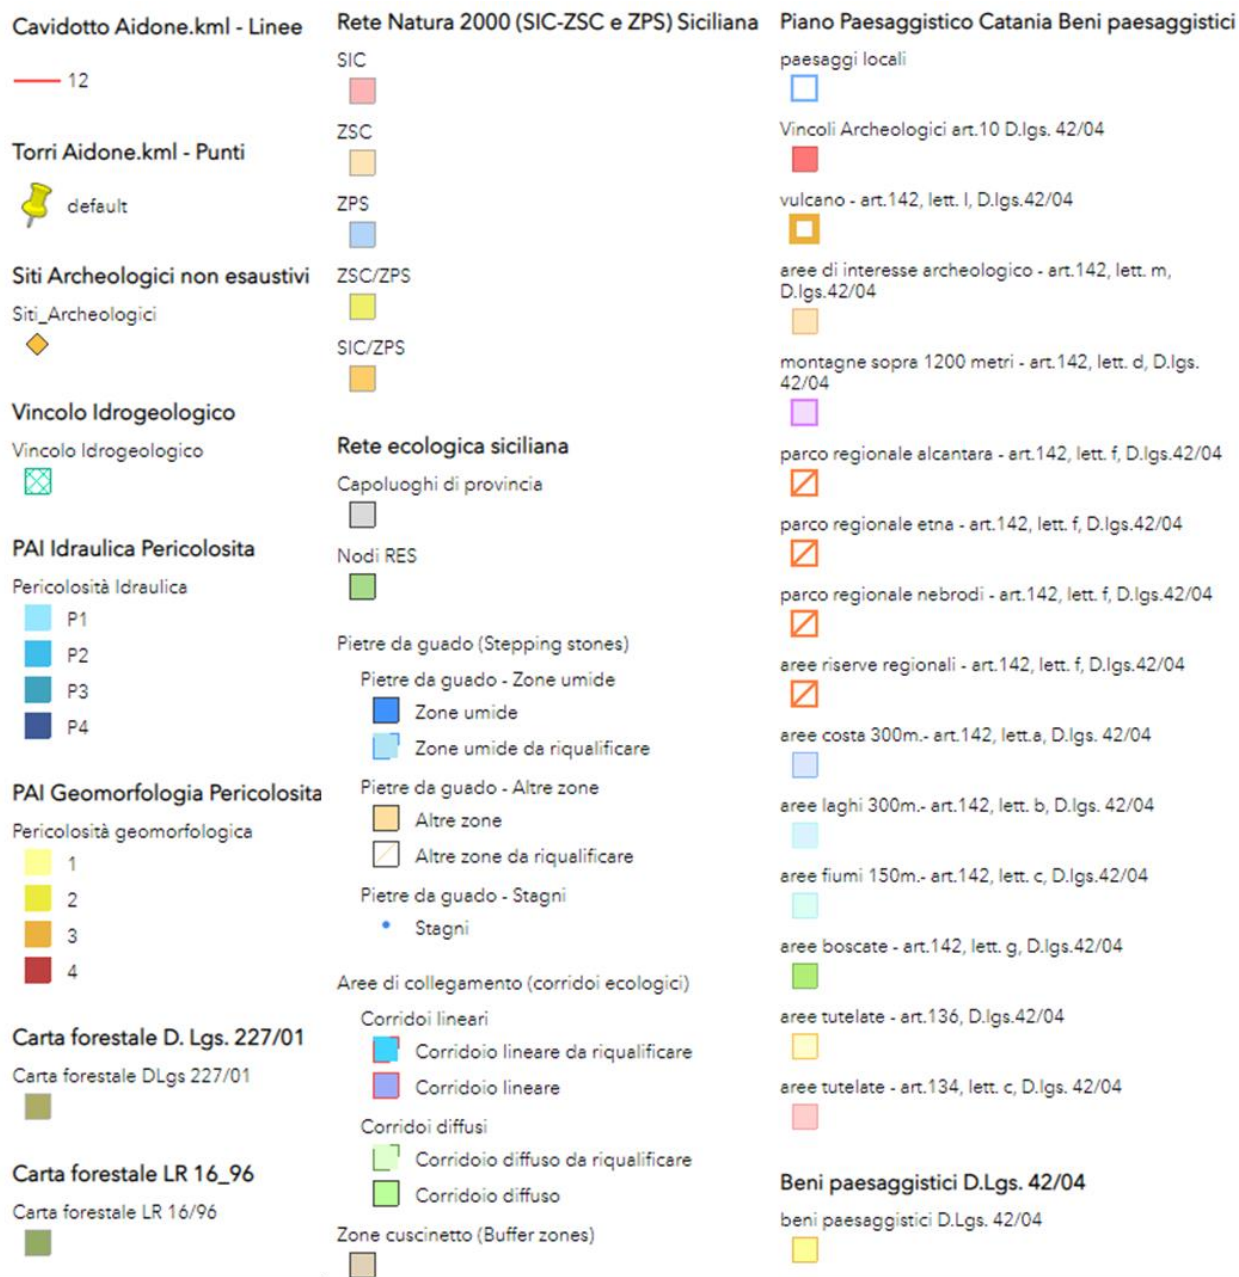 Cavidotto Aidone.kml - Linee
12
Torri Aidone.kml - Punti
default
Siti Archeologici non esaustivi
Siti_Archeologici
Vincolo Idrogeologico
Vincolo Idrogeologico
PAI Idraulica Pericolosita
Pericolosità Idraulica
P1
P2
P3
P4
PAI Geomorfologia Pericolosita
Pericolosità geomorfologica
1
2
3
4
Carta forestale D. Lgs. 227/01
Carta forestale DLgs 227/01
Carta forestale LR 16_96
Carta forestale LR 16/96
Rete Natura 2000 (SIC-ZSC e ZPS) Siciliana
SIC
ZSC
ZPS
ZSC/ZPS
SIC/ZPS
Rete ecologica siciliana
Capoluoghi di provincia
Nodi RES
Pietre da guado (Stepping stones)
Pietre da guado - Zone umide
Zone umide
Zone umide da riqualificare
Pietre da guado - Altre zone
Altre zone
Altre zone da riqualificare
Pietre da guado - Stagni
Stagni
Aree di collegamento (corridoi ecologici)
Corridoi lineari
Corridoio lineare da riqualificare
Corridoio lineare
Corridoi diffusi
Corridoio diffuso da riqualificare
Corridoio diffuso
Zone cuscinetto (Buffer zones)
Piano Paesaggistico Catania Beni paesaggistici
paesaggi locali
Vincoli Archeologici art.10 D.lgs. 42/04
vulcano - art.142, lett. l, D.lgs.42/04
aree di interesse archeologico - art.142, lett. m,
D.lgs.42/04
montagne sopra 1200 metri - art.142, lett. d, D.lgs.
42/04
parco regionale alcantara - art.142, lett. f, D.lgs.42/04
parco regionale etna - art.142, lett. f, D.lgs.42/04
parco regionale nebrodi - art.142, lett. f, D.lgs.42/04
aree riserve regionali - art.142, lett. f, D.lgs.42/04
aree costa 300m.- art.142, lett.a, D.lgs. 42/04
aree laghi 300m.- art.142, lett. b, D.lgs. 42/04
aree fiumi 150m.- art.142, lett. c, D.lgs.42/04
aree boscate - art.142, lett. g, D.lgs.42/04
aree tutelate - art.136, D.lgs.42/04
aree tutelate - art.134, lett. c, D.lgs. 42/04
Beni paesaggistici D.Lgs. 42/04
beni paesaggistici D.Lgs. 42/04